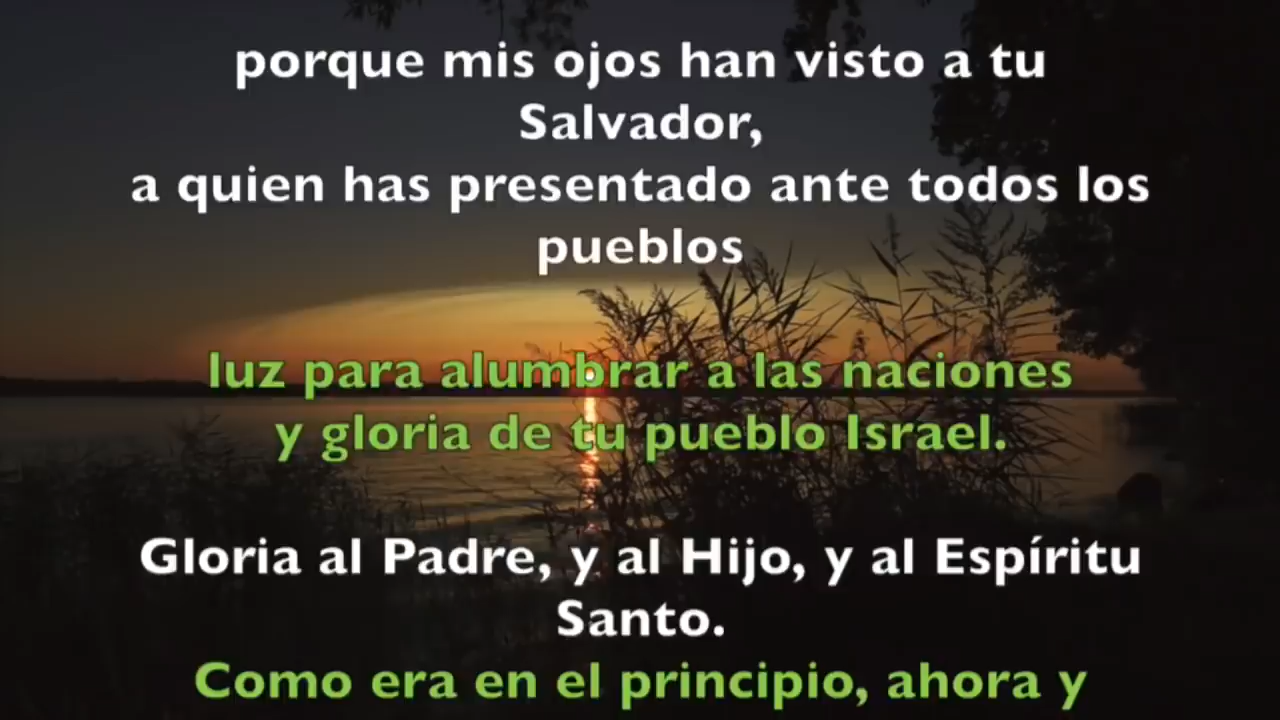 porque mis ojos han visto a tu
Salvador,
a quien has presentado ante todos los
pueblos
luz para alumbrar a las naciones
y gloria de tu pueblo Israel.
Gloria al Padre, y al Hijo, y al Espíritu
Santo.
Como era en el principio, ahora y